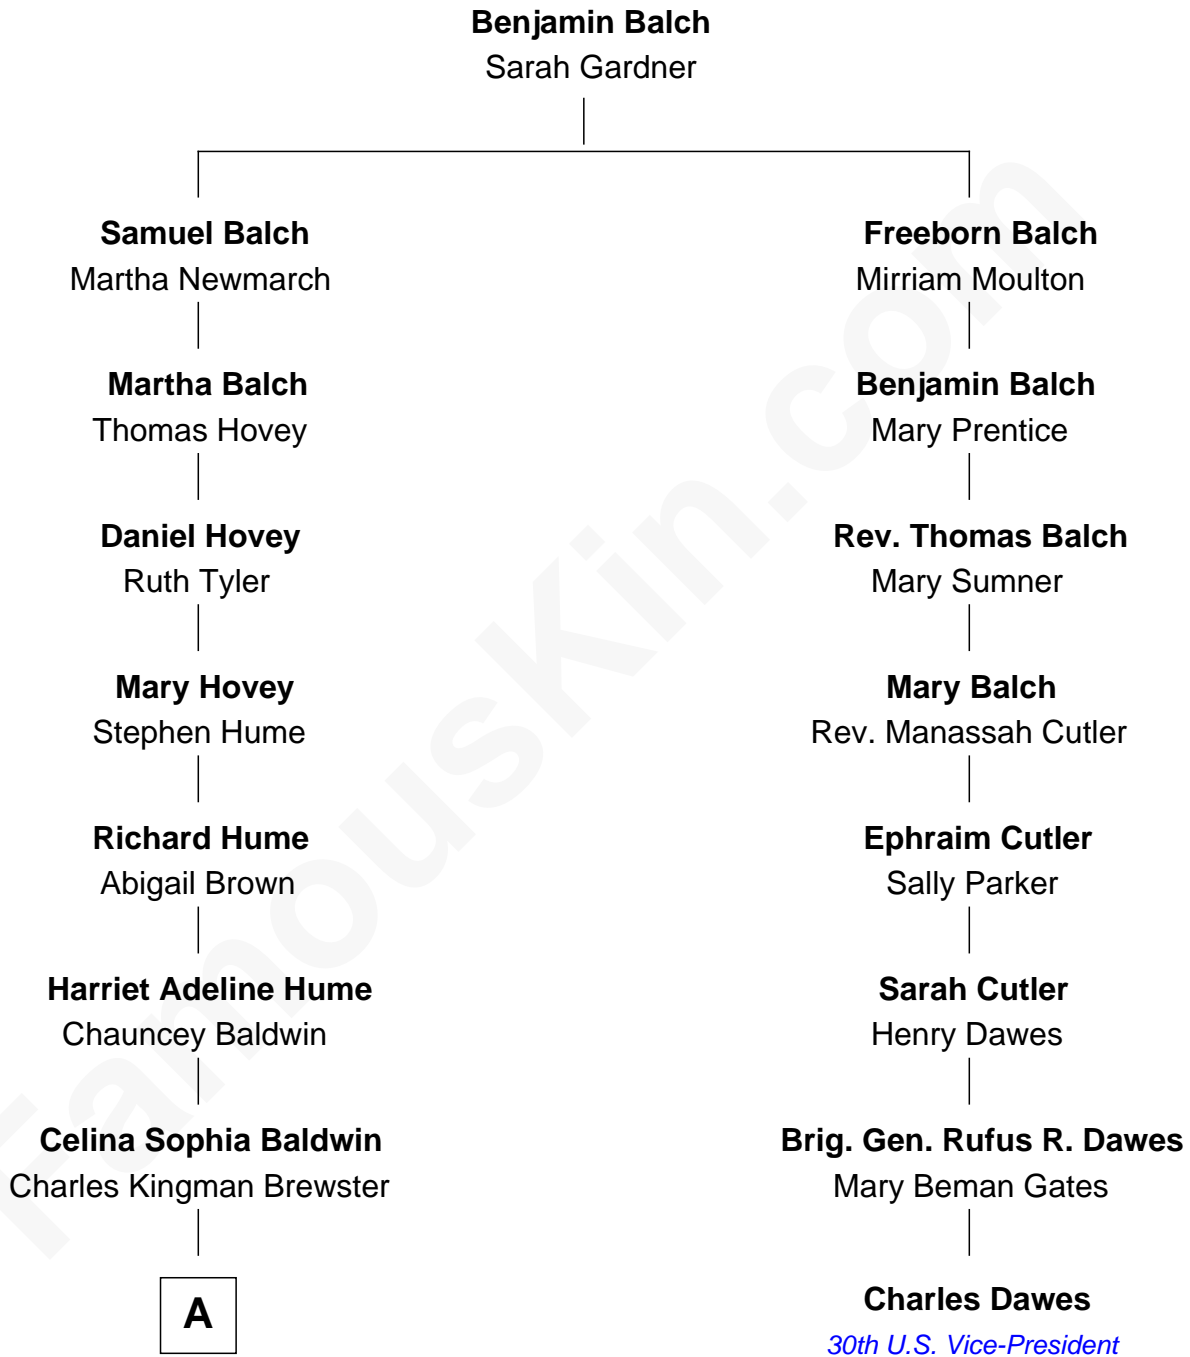 Benjamin Balch
Sarah Gardner
Samuel Balch
Martha Newmarch
Martha Balch
Thomas Hovey
Daniel Hovey
Ruth Tyler
Mary Hovey
Stephen Hume
Richard Hume
Abigail Brown
Harriet Adeline Hume
Chauncey Baldwin
Celina Sophia Baldwin
Charles Kingman Brewster
A
Freeborn Balch
Mirriam Moulton
Benjamin Balch
Mary Prentice
Rev. Thomas Balch
Mary Sumner
Mary Balch
Rev. Manassah Cutler
Ephraim Cutler
Sally Parker
Sarah Cutler
Henry Dawes
Brig. Gen. Rufus R. Dawes
Mary Beman Gates
Charles Dawes
30th U.S. Vice-President
FamousKin.com